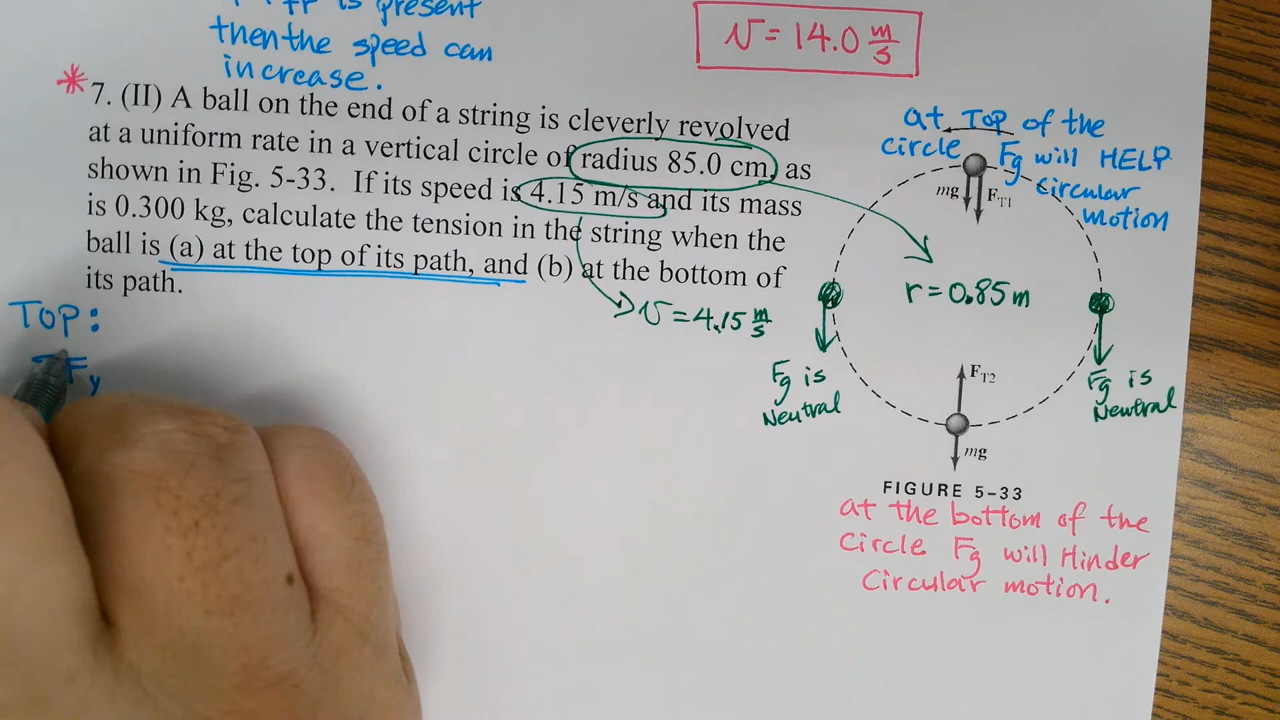 is present
then the speed can
increase.
v = 14.0 m/s
* 7. (II) A ball on the end of a string is cleverly revolved
at a uniform rate in a vertical circle of radius 85.0 cm, as
shown in Fig. 5-33. If its speed is 4.15 m/s and its mass
is 0.300 kg, calculate the tension in the string when the
ball is (a) at the top of its path, and (b) at the bottom of
its path.
v = 4.15 m/s
TOP:
Fy
at TOP of the
circle Fg will HELP
circular
motion
mg
FT1
r = 0.85m
Fg is
Neutral
Fg is
Newtral
FT2
mg
FIGURE 5-33
at the bottom of the
Circle Fg will Hinder
Circular motion.